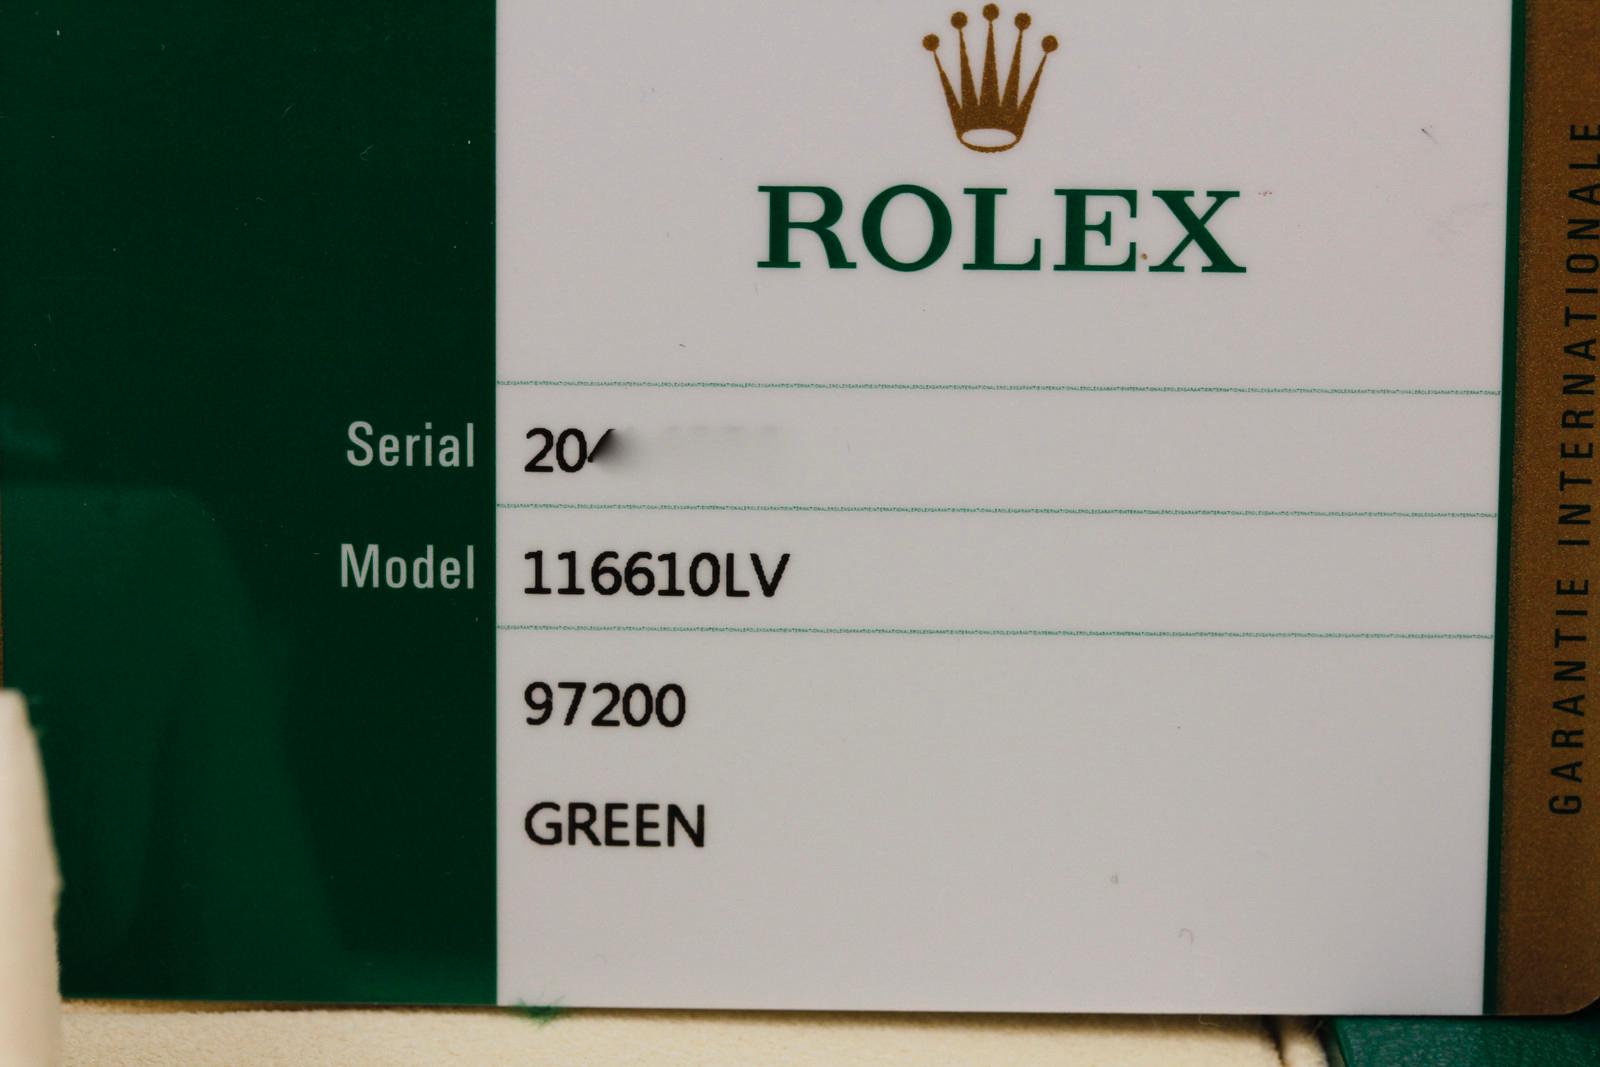 ROLEX
Serial 20
Model 116610LV
97200
GREEN
GARANTIE INTERNATIONALE